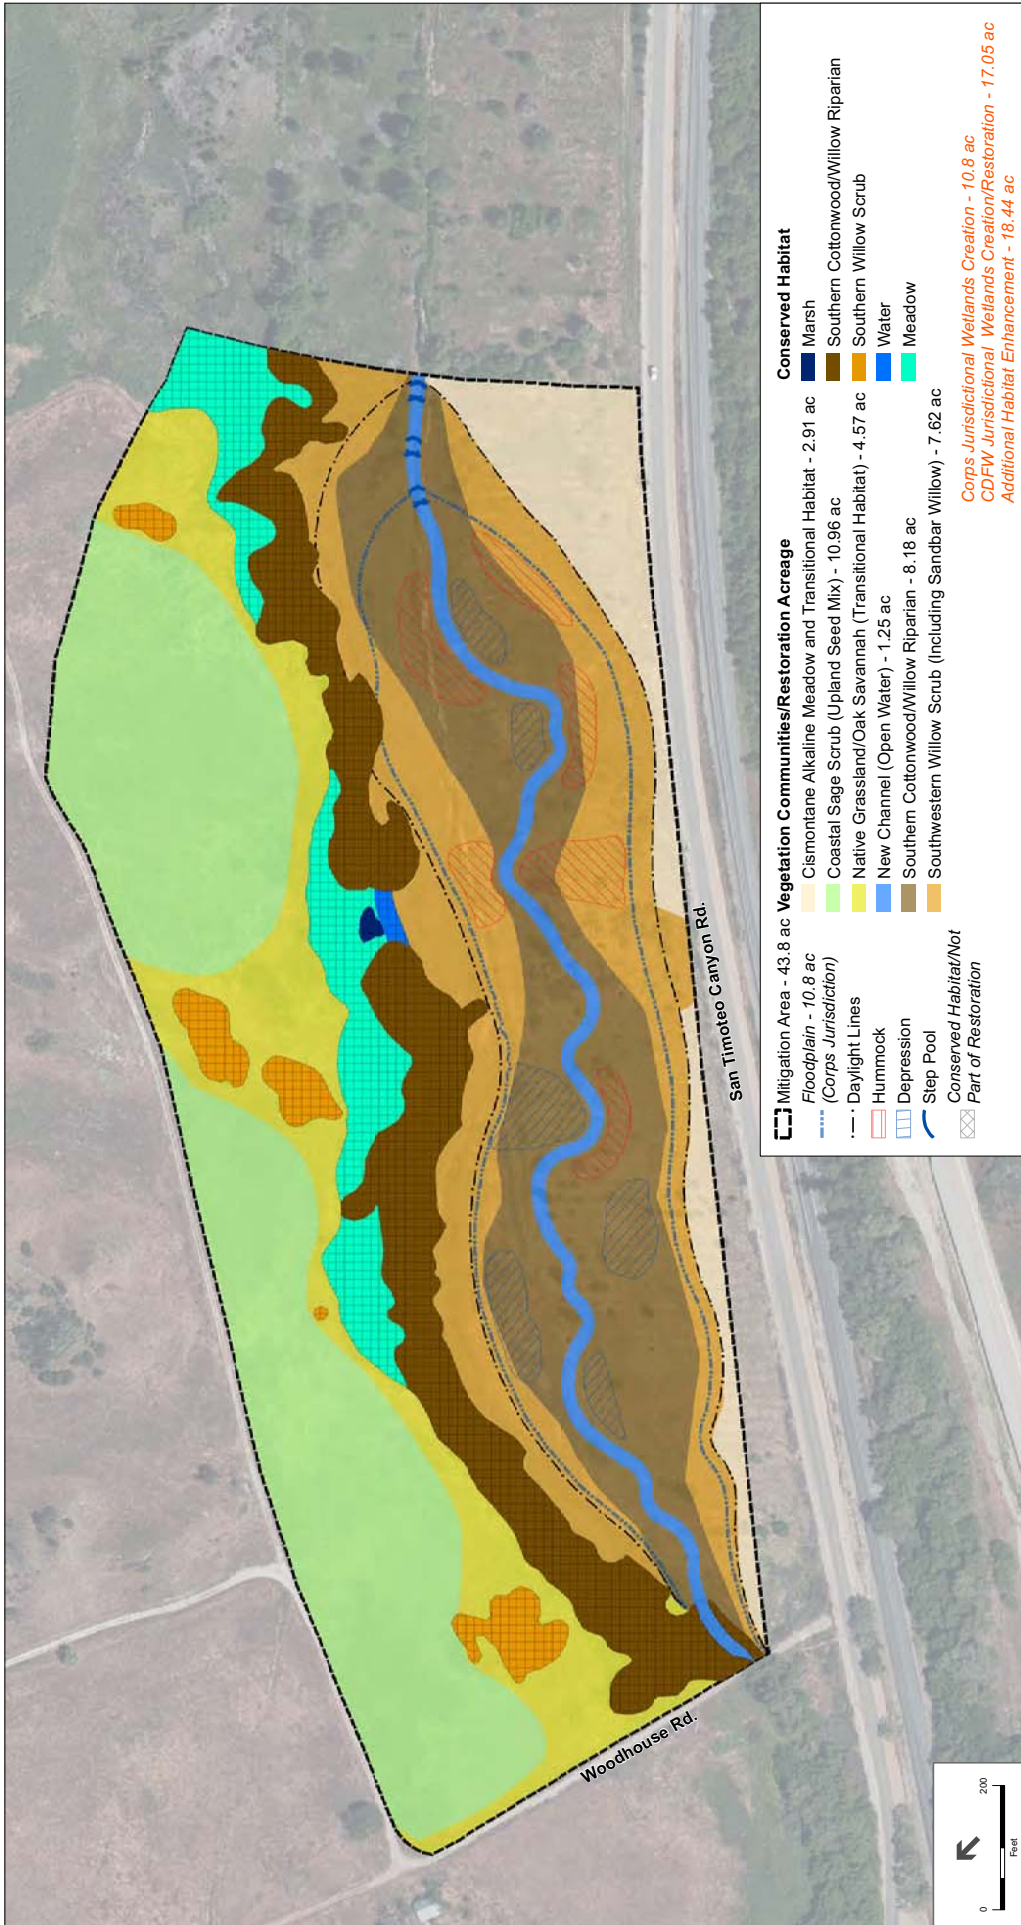 Woodhouse Rd.
San Timoteo Canyon Rd.
0 200
Feet
Mitigation Area - 43.8 ac
Floodplain - 10.8 ac
(Corps Jurisdiction)
Daylight Lines
Hummock
Depression
Step Pool
Conserved Habitat/Not
Part of Restoration
Vegetation Communities/Restoration Acreage
Cismontane Alkaline Meadow and Transitional Habitat - 2.91 ac
Coastal Sage Scrub (Upland Seed Mix) - 10.96 ac
Native Grassland/Oak Savannah (Transitional Habitat) - 4.57 ac
New Channel (Open Water) - 1.25 ac
Southern Cottonwood/Willow Riparian - 8.18 ac
Southwestern Willow Scrub (Including Sandbar Willow) - 7.62 ac
Conserved Habitat
Marsh
Southern Cottonwood/Willow Riparian
Southern Willow Scrub
Water
Meadow
Corps Jurisdictional Wetlands Creation - 10.8 ac
CDFW Jurisdictional Wetlands Creation/Restoration - 17.05 ac
Additional Habitat Enhancement - 18.44 ac